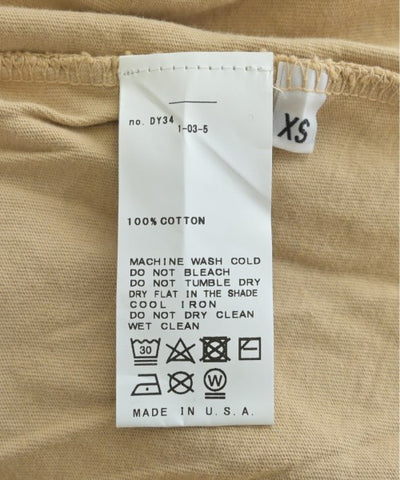 no. DY34
1-03-5
XS
100% COTTON
MACHINE WASH COLD
DO NOT BLEACH
DO NOT TUMBLE DRY
DRY FLAT IN THE SHADE
COOL IRON
DO NOT DRY CLEAN
WET CLEAN
30
W
MADE IN U.S.A.